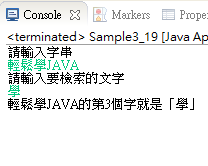 Console Markers Proper
<terminated> Sample3_19 [Java Ap
請輸入字串
輕鬆學JAVA
請輸入要檢索的文字
學
輕鬆學JAVA的第3個字就是「學」